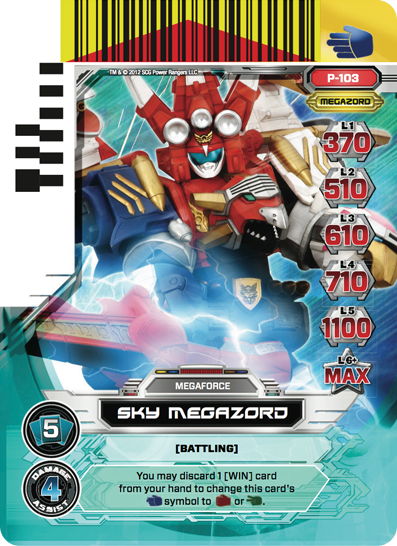 TM & © 2012 SCG Power Rangers LLC
P-103
MEGAZORD
L1
370
L2
510
L3
610
L4
710
L5
1100
L6+
MAX
MEGAFORCE
SKY MEGAZORD
5
[BATTLING]
DAMAGE
4
ASSIST
You may discard 1 [WIN] card
from your hand to change this card's
symbol to or .